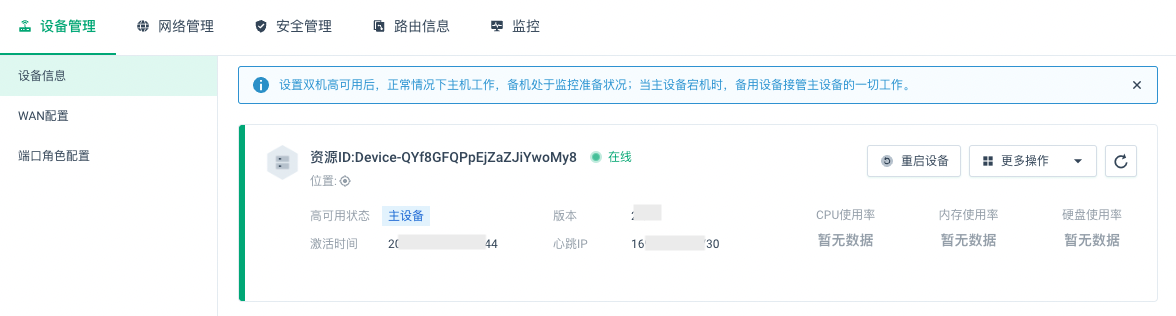 设备管理 网络管理 安全管理 路由信息 监控
设备信息
WAN配置
端口角色配置
设置双机高可用后，正常情况下主机工作，备机处于监控准备状况；当主设备宕机时，备用设备接管主设备的一切工作。
资源ID:Device-QYf8GFQPpEjZaZJiYwoMy8 在线
重启设备 更多操作
位置:
高可用状态 主设备 版本
CPU使用率 内存使用率 硬盘使用率
激活时间 20 44 心跳IP 16 30
暂无数据 暂无数据 暂无数据